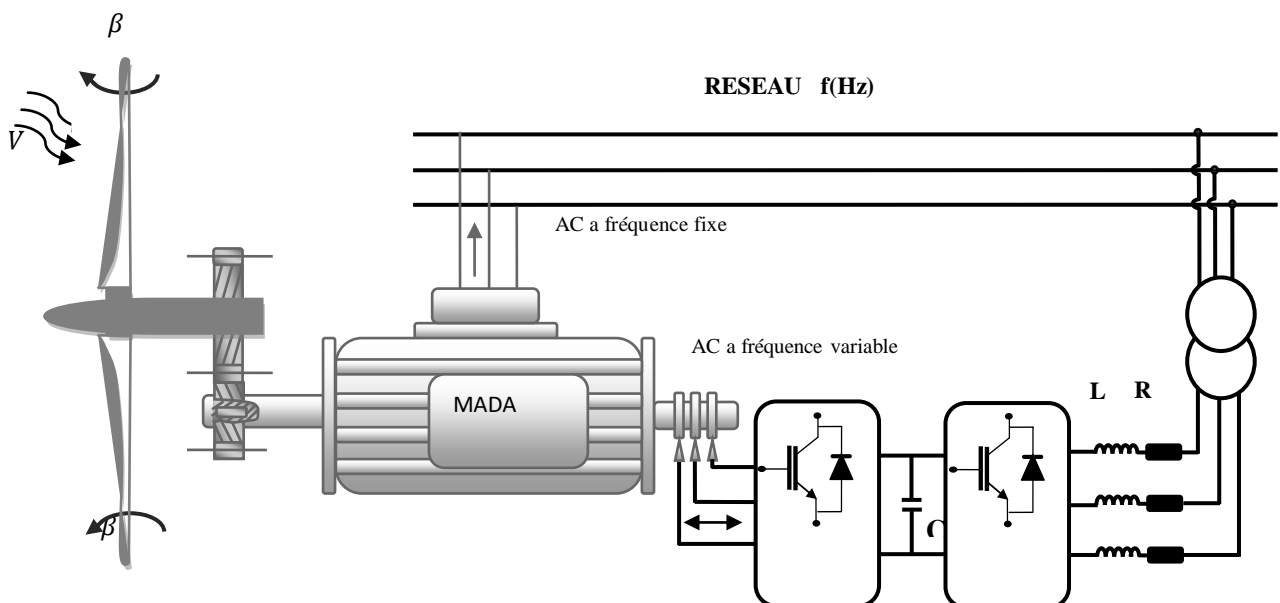 β
RESEAU f(Hz)
V
AC a fréquence fixe
AC a fréquence variable
L R
MADA
C
β